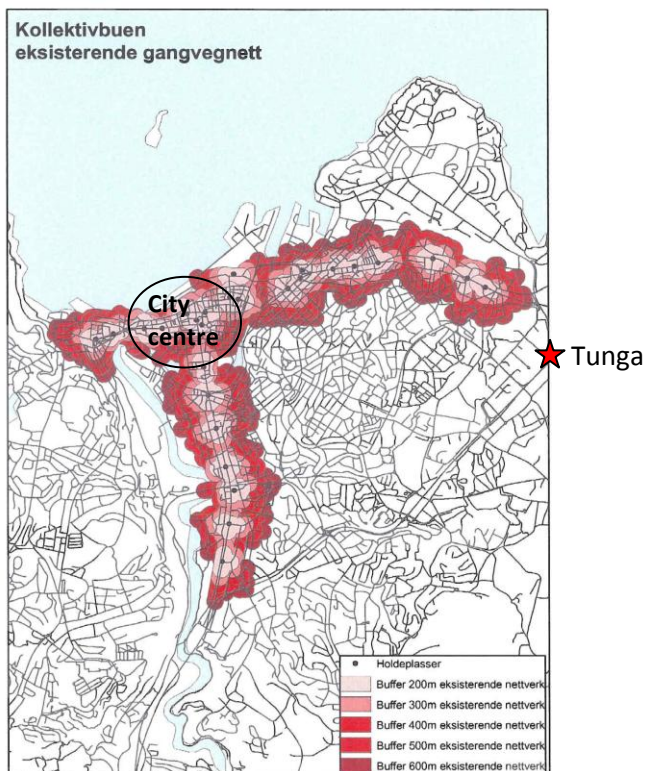 Kollektivbuen
eksisterende gangvegnett
City
centre
Tunga
Holdeplasser
Buffer 200m eksisterende nettverk
Buffer 300m eksisterende nettverk
Buffer 400m eksisterende nettverk
Buffer 500m eksisterende nettverk
Buffer 600m eksisterende nettverk